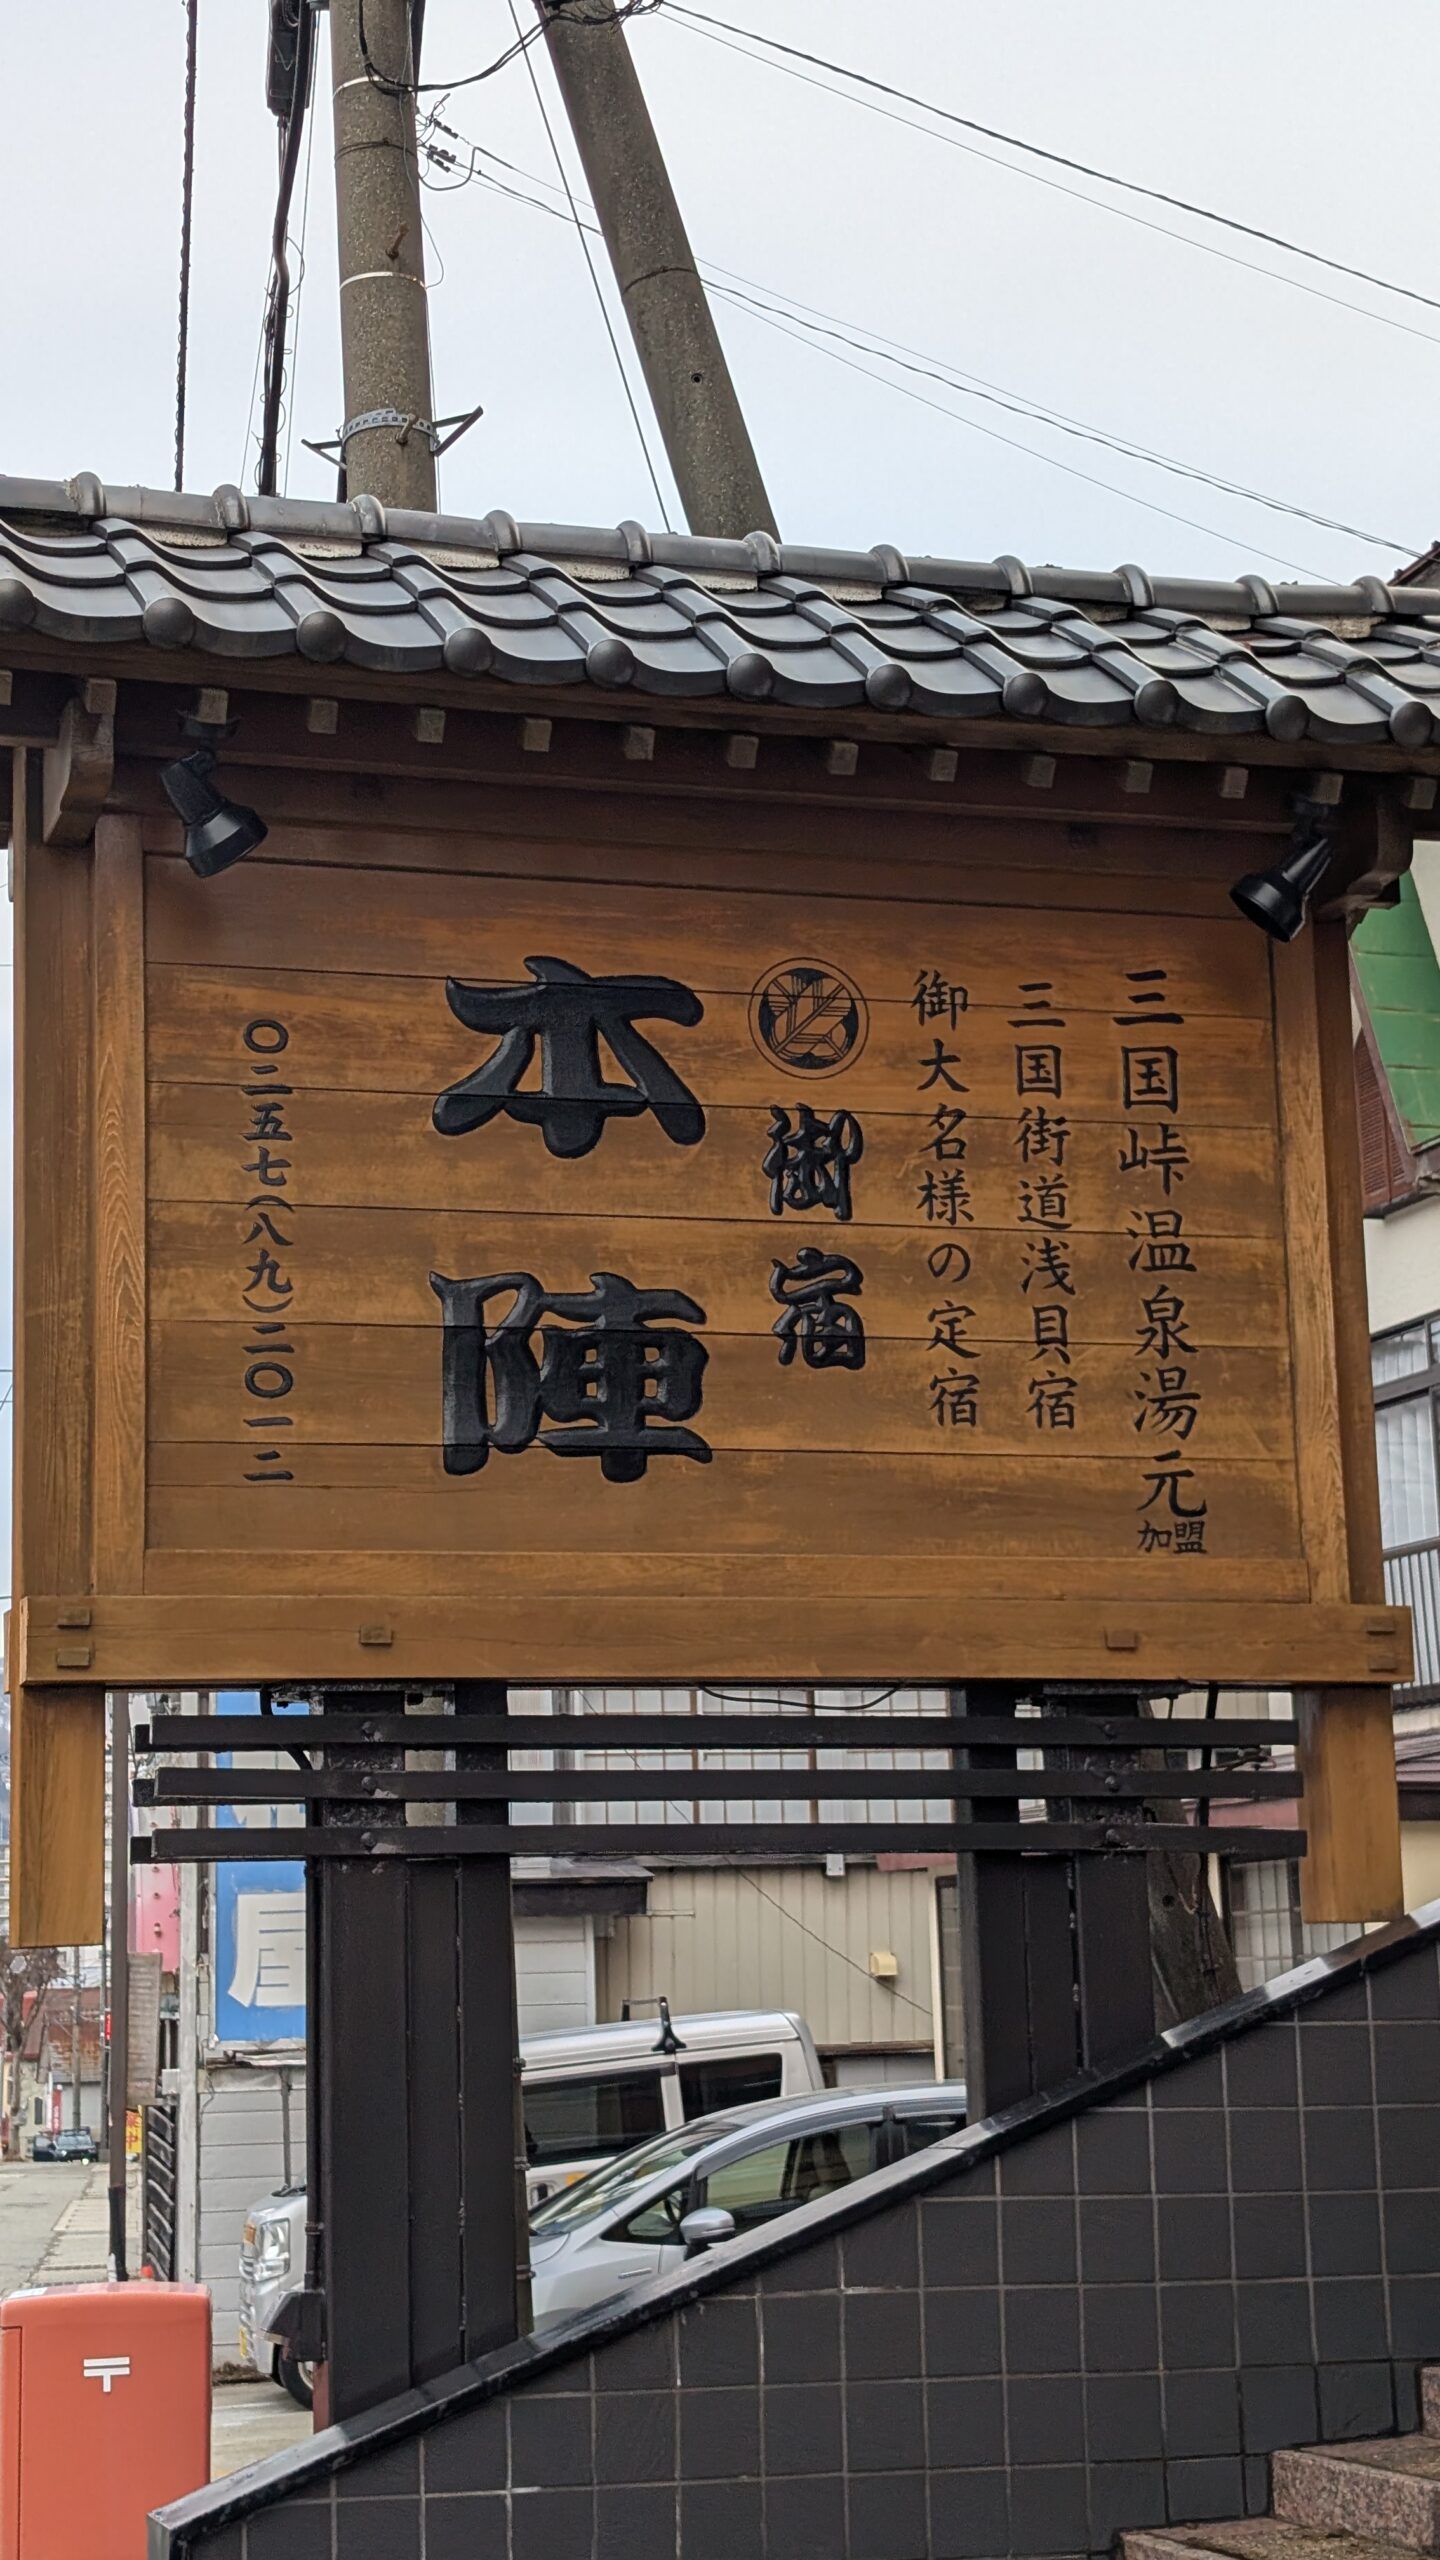 三国峠温泉湯元加盟
三国街道浅貝宿
御大名様の定宿
御宿
本陣
〇二五七(八九)二〇一二
屋
〒